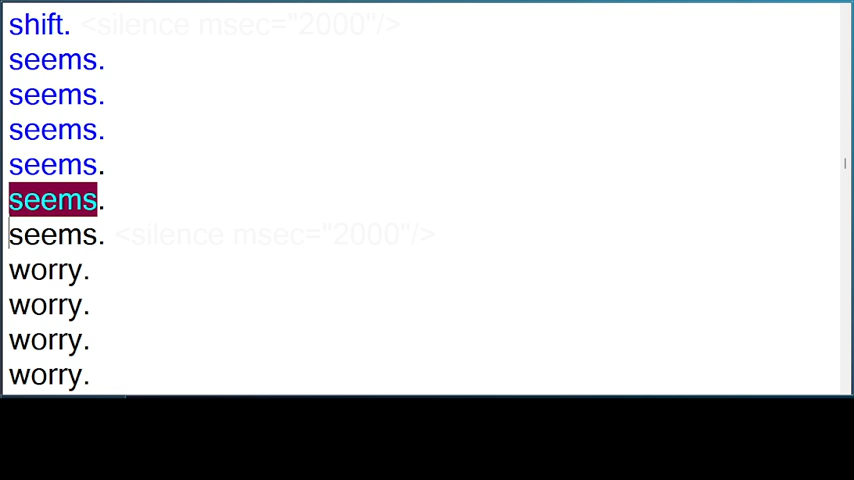 shift. <silence msec="2000"/>
seems.
seems.
seems.
seems.
seems.
seems. <silence msec="2000"/>
worry.
worry.
worry.
worry.